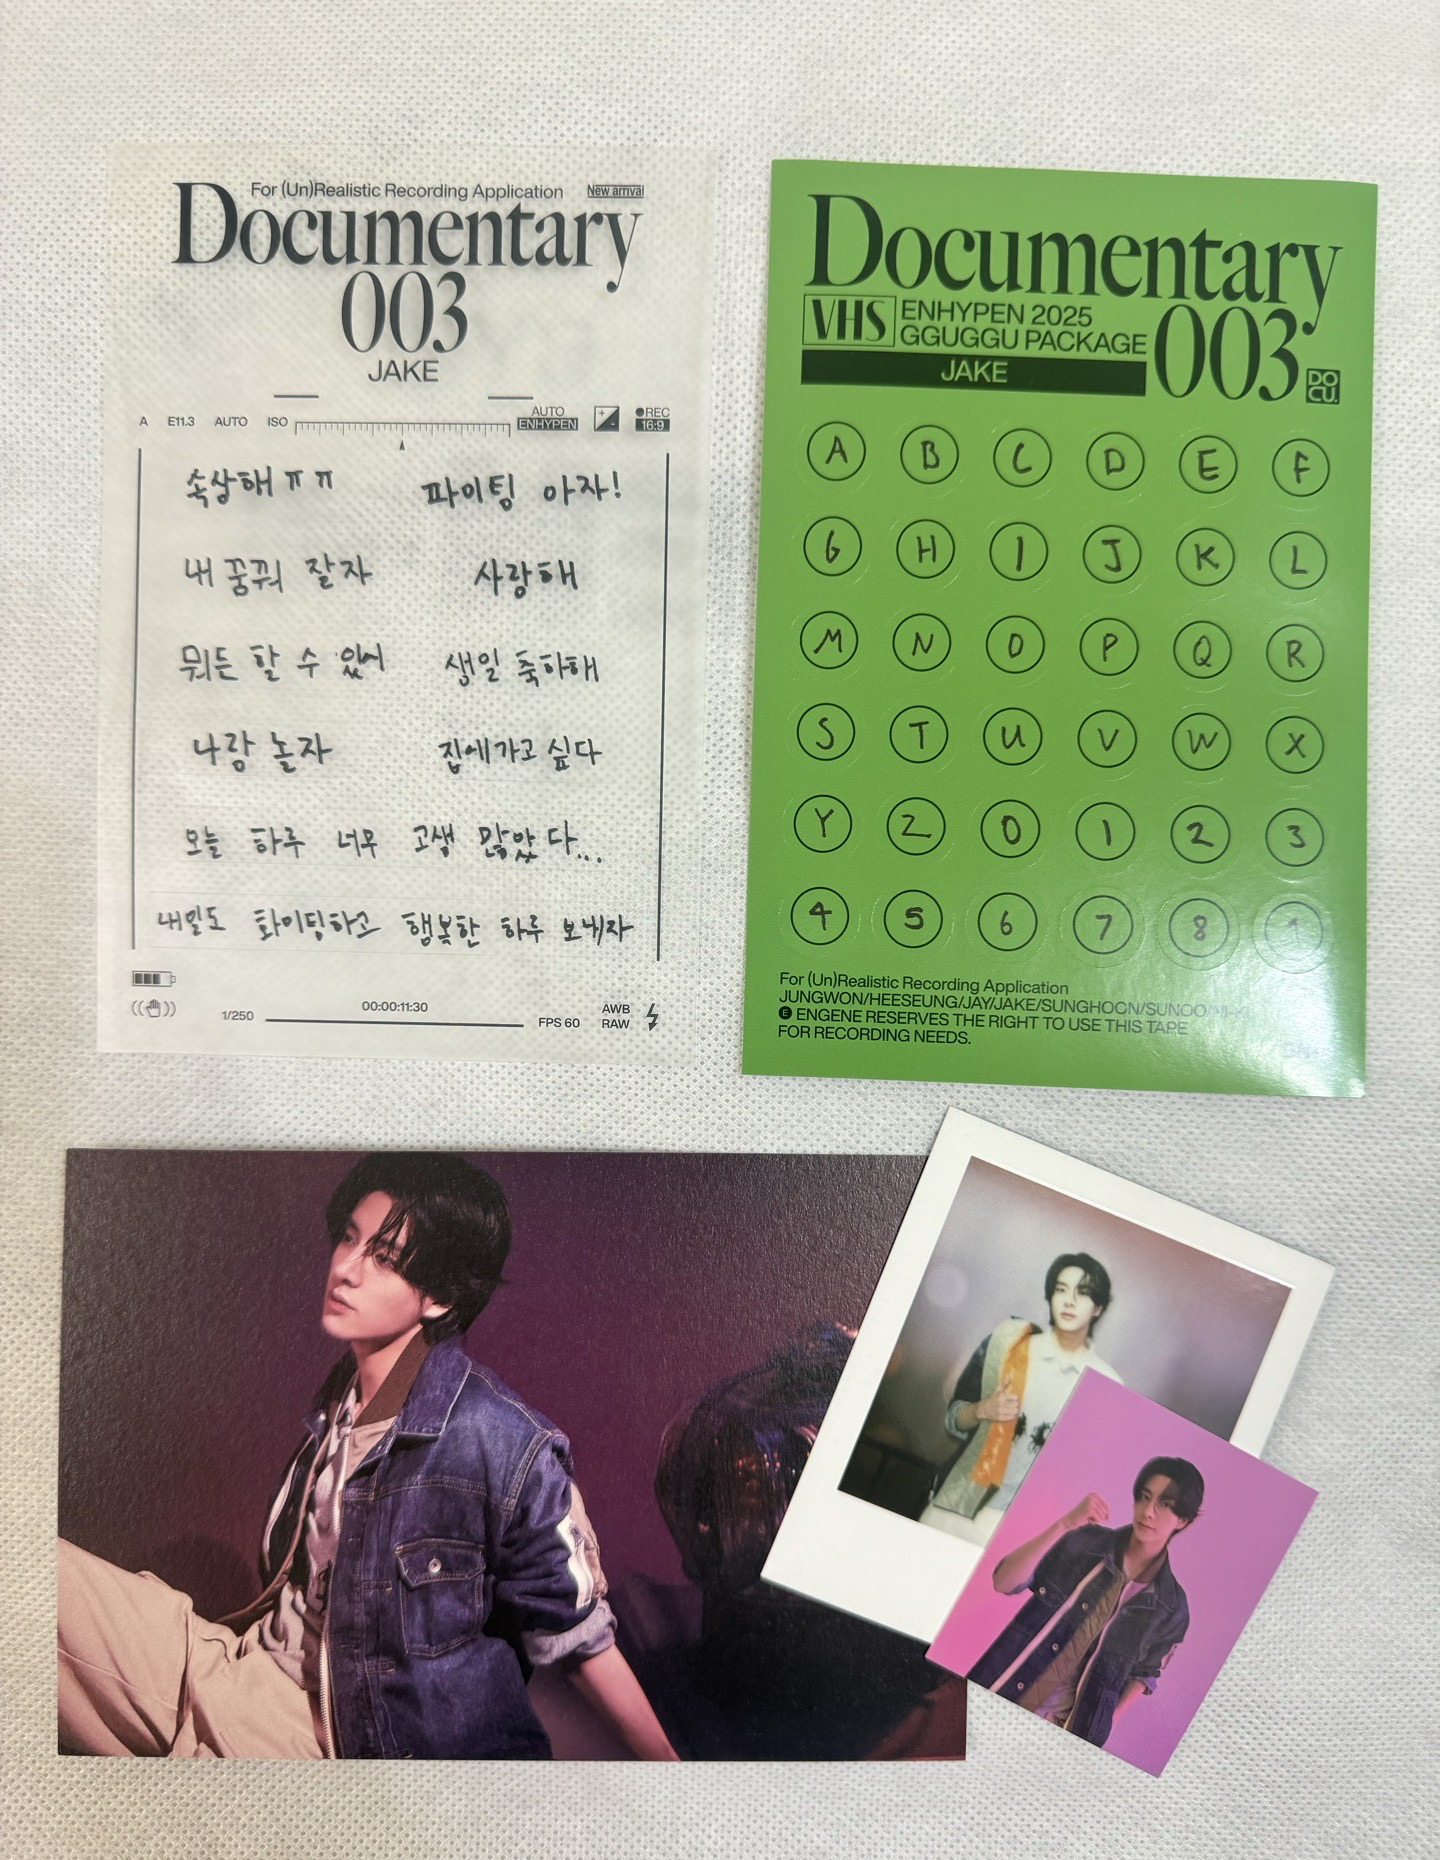 For (Un)Realistic Recording Application New arrival
Documentary
003
JAKE
A E11.3 AUTO ISO AUTO ENHYPEN +- REC 16:9
속상해 ㅠㅠ 파이팅 아자!
내 꿈꿔 잘자 사랑해
뭐든 할 수 있어 생일 축하해
나랑 놀자 집에가고 싶다
오늘 하루 너무 고생 많았다...
내일도 화이팅하고 행복한 하루 보내자
1/250 00:00:11:30 FPS 60 AWB RAW
Documentary
VHS ENHYPEN 2025
GGUGGU PACKAGE
003
JAKE
DOCU.
A B C D E F
G H I J K L
M N O P Q R
S T U V W X
Y Z 0 1 2 3
4 5 6 7 8 9
For (Un)Realistic Recording Application
JUNGWON/HEESEUNG/JAY/JAKE/SUNGHOON/SUNOO/NI-KI
E ENGENE RESERVES THE RIGHT TO USE THIS TAPE
FOR RECORDING NEEDS.